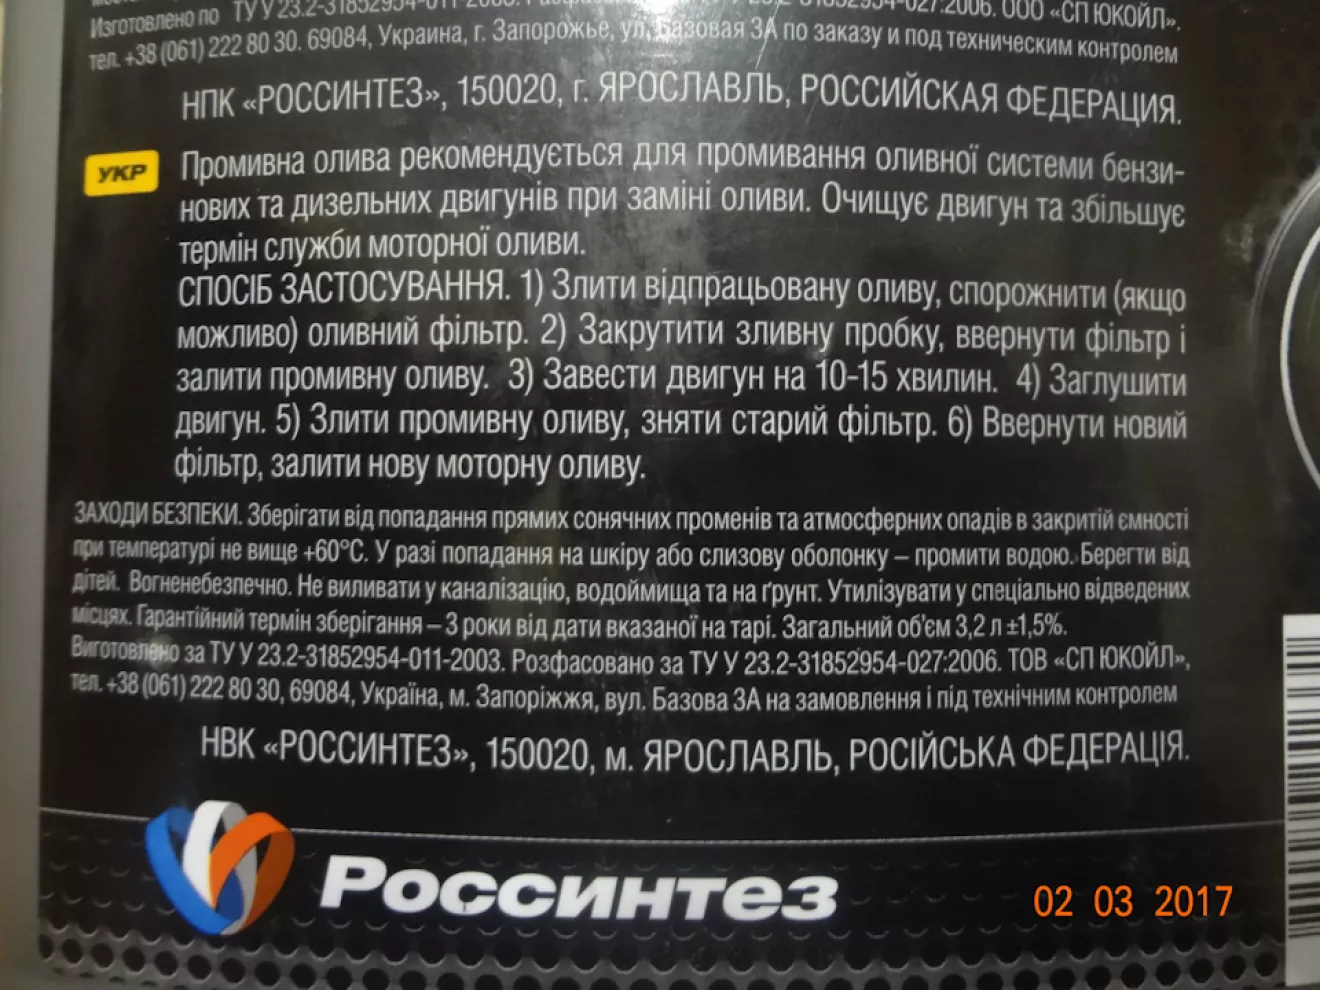 Изготовлено по ТУ У 23.2-31852954-011-2003. 31852954-027:2006. ООО «СП ЮКОЙЛ».
тел. +38 (061) 222 80 30. 69084, Украина, г. Запорожье, ул. Базовая 3А по заказу и под техническим контролем
НПК «РОССИНТЕЗ», 150020, г. ЯРОСЛАВЛЬ, РОССИЙСКАЯ ФЕДЕРАЦИЯ.
УКР
Промивна олива рекомендується для промивання оливної системи бензи-
нових та дизельних двигунів при заміні оливи. Очищує двигун та збільшує
термін служби моторної оливи.
СПОСІБ ЗАСТОСУВАННЯ. 1) Злити відпрацьовану оливу, спорожнити (якщо
можливо) оливний фільтр. 2) Закрутити зливну пробку, ввернути фільтр і
залити промивну оливу. 3) Завести двигун на 10-15 хвилин. 4) Заглушити
двигун. 5) Злити промивну оливу, зняти старий фільтр. 6) Ввернути новий
фільтр, залити нову моторну оливу.
ЗАХОДИ БЕЗПЕКИ. Зберігати від попадання прямих сонячних променів та атмосферних опадів в закритій ємності
при температурі не вище +60°С. У разі попадання на шкіру або слизову оболонку – промити водою. Берегти від
дітей. Вогненебезпечно. Не виливати у каналізацію, водоймища та на ґрунт. Утилізувати у спеціально відведених
місцях. Гарантійний термін зберігання – 3 роки від дати вказаної на тарі. Загальний об'єм 3,2 л ±1,5%.
Виготовлено за ТУ У 23.2-31852954-011-2003. Розфасовано за ТУ У 23.2-31852954-027:2006. ТОВ «СП ЮКОЙЛ»,
тел. +38 (061) 222 80 30, 69084, Україна, м. Запоріжжя, вул. Базова 3А на замовлення і під технічним контролем
НВК «РОССИНТЕЗ», 150020, м. ЯРОСЛАВЛЬ, РОСІЙСЬКА ФЕДЕРАЦІЯ.
Россинтез
02 03 2017